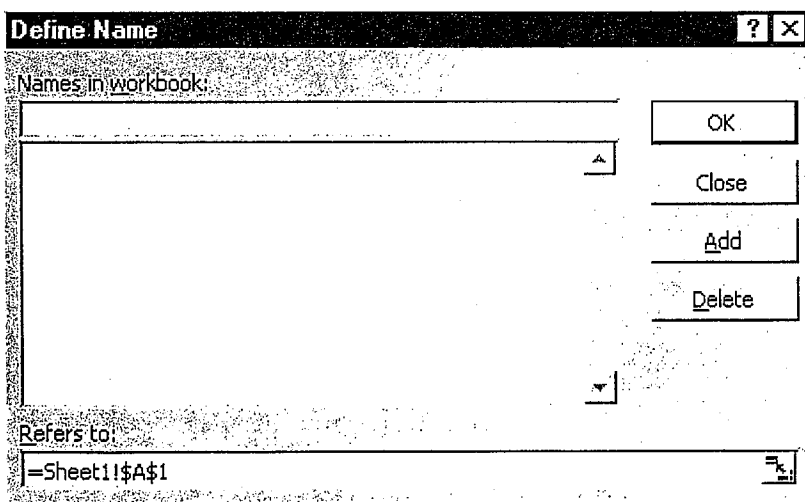 Define Name
Names in workbook:
OK
Close
Add
Delete
Refers to:
=Sheet1!$A$1